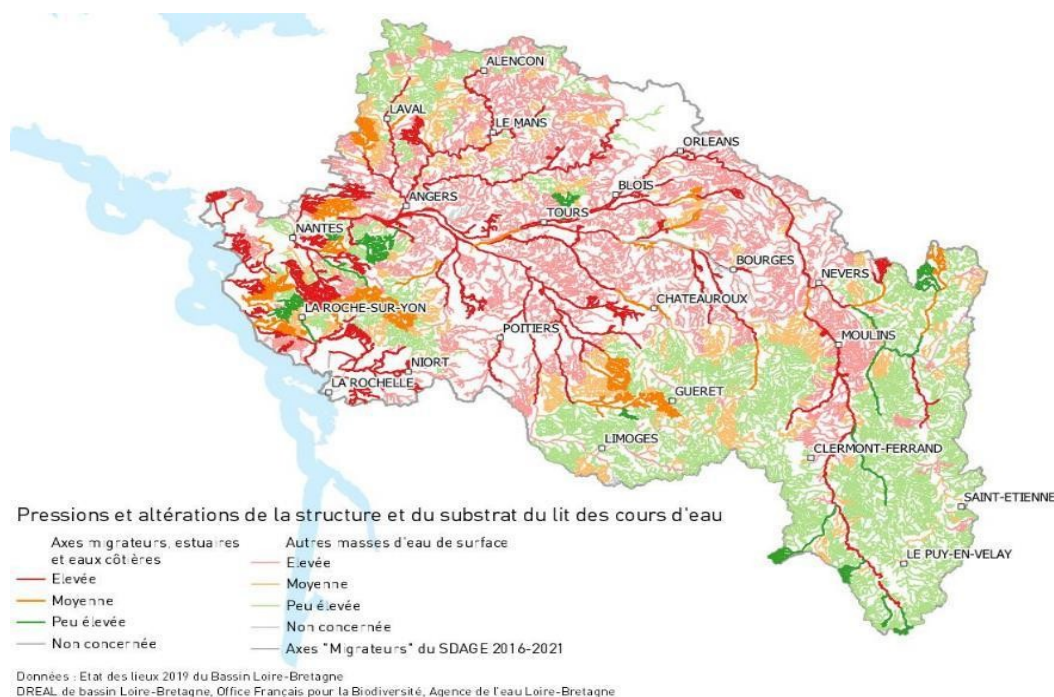 ALENCON
LAVAL
LE MANS
ORLEANS
ANGERS
BLOIS
TOURS
NANTES
BOURGES
NEVERS
CHATEAUROUX
LA ROCHE-SUR-YON
POITIERS
MOULINS
NIORT
LA ROCHELLE
GUERET
LIMOGES
CLERMONT-FERRAND
SAINT-ETIENNE
LE PUY-EN-VELAY
Pressions et altérations de la structure et du substrat du lit des cours d'eau
Axes migrateurs, estuaires
et eaux côtières
Elevée
Moyenne
Peu élevée
Non concernée
Autres masses d'eau de surface
Elevée
Moyenne
Peu élevée
Non concernée
Axes "Migrateurs" du SDAGE 2016-2021
Données : Etat des lieux 2019 du Bassin Loire-Bretagne
DREAL de bassin Loire-Bretagne, Office Français pour la Biodiversité, Agence de l'eau Loire-Bretagne